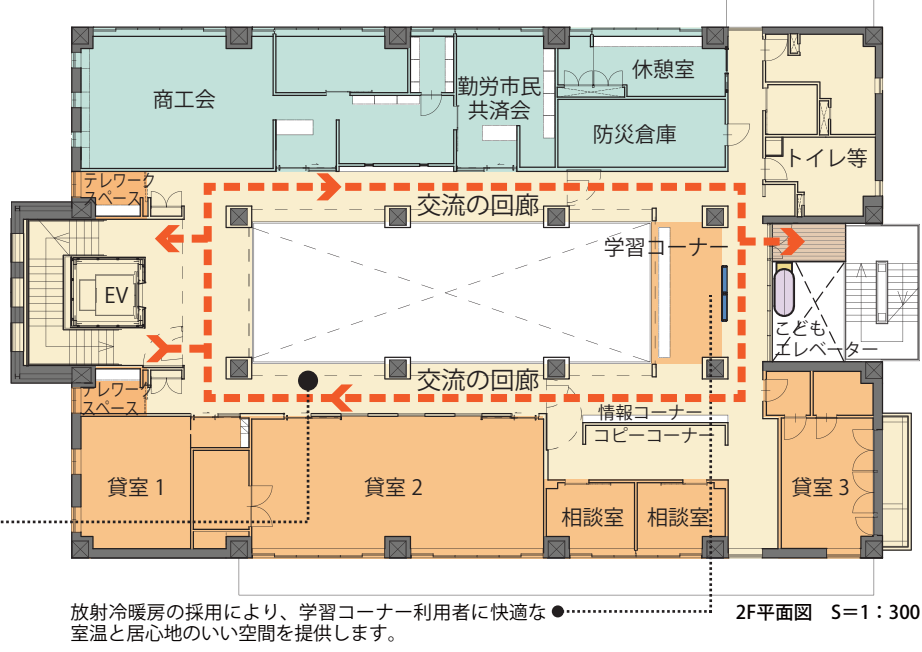 商工会
勤労市民
共済会
休憩室
防災倉庫
トイレ等
テレワーク
スペース
交流の回廊
学習コーナー
EV
こども
エレベーター
テレワーク
スペース
交流の回廊
情報コーナー
コピーコーナー
貸室 1
貸室 2
相談室
相談室
貸室 3
放射冷暖房の採用により、学習コーナー利用者に快適な
室温と居心地のいい空間を提供します。
2F平面図 S=1:300